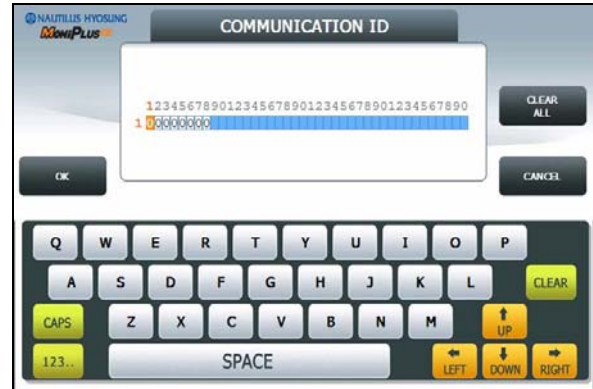 NAUTILUS HYOSUNG
MoniPlus
COMMUNICATION ID
1234567890123456789012345678901234567890
1 00000000
CLEAR
ALL
OK
CANCEL
Q W E R T Y U I O P
A S D F G H J K L CLEAR
CAPS Z X C V B N M UP
123.. SPACE LEFT DOWN RIGHT